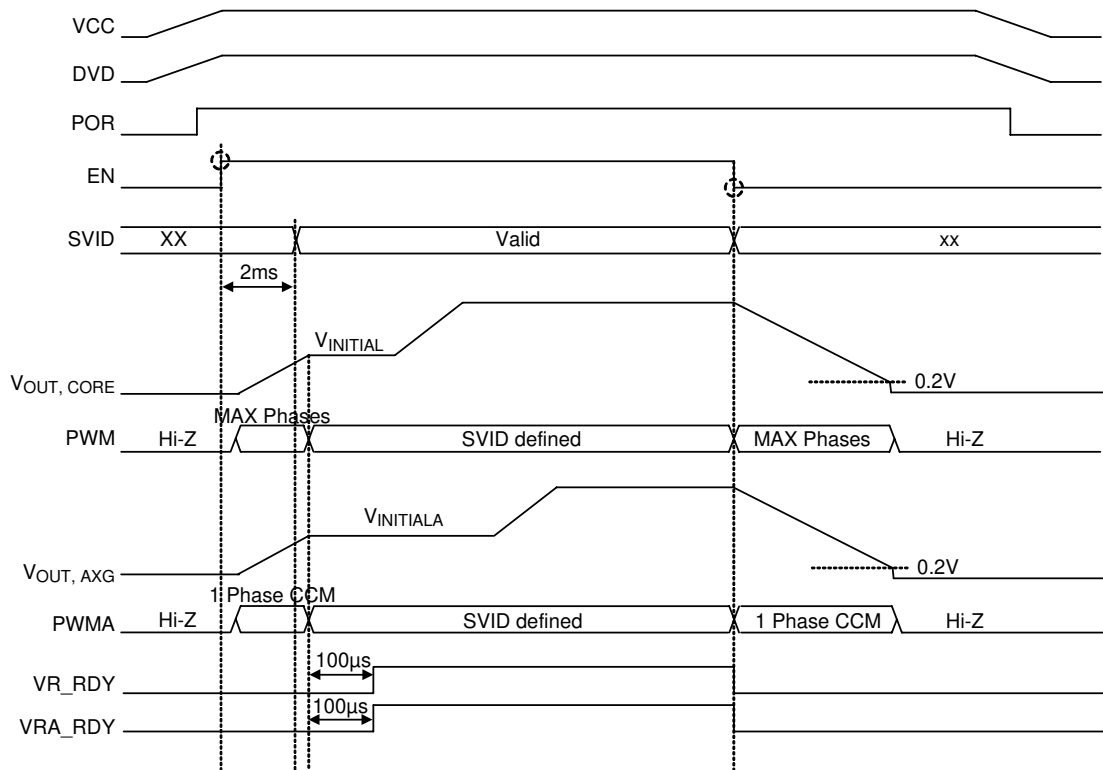 VCC
DVD
POR
EN
SVID XX Valid xx
2ms
VINITIAL
VOUT, CORE 0.2V
MAX Phases
PWM Hi-Z SVID defined MAX Phases Hi-Z
VINITIALA
VOUT, AXG 0.2V
1 Phase CCM
PWMA Hi-Z SVID defined 1 Phase CCM Hi-Z
100µs
VR_RDY
100µs
VRA_RDY